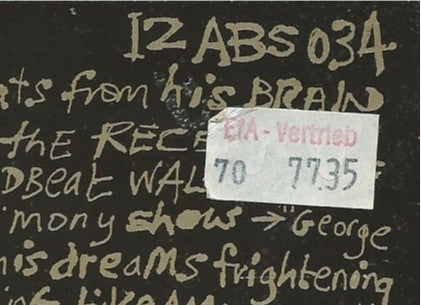 12 ABS 034
ats from his BRAIN
the RECE
E/A - Vertrieb
70 77.35
DBeat WAL
mony show → "George
his dreams frightening